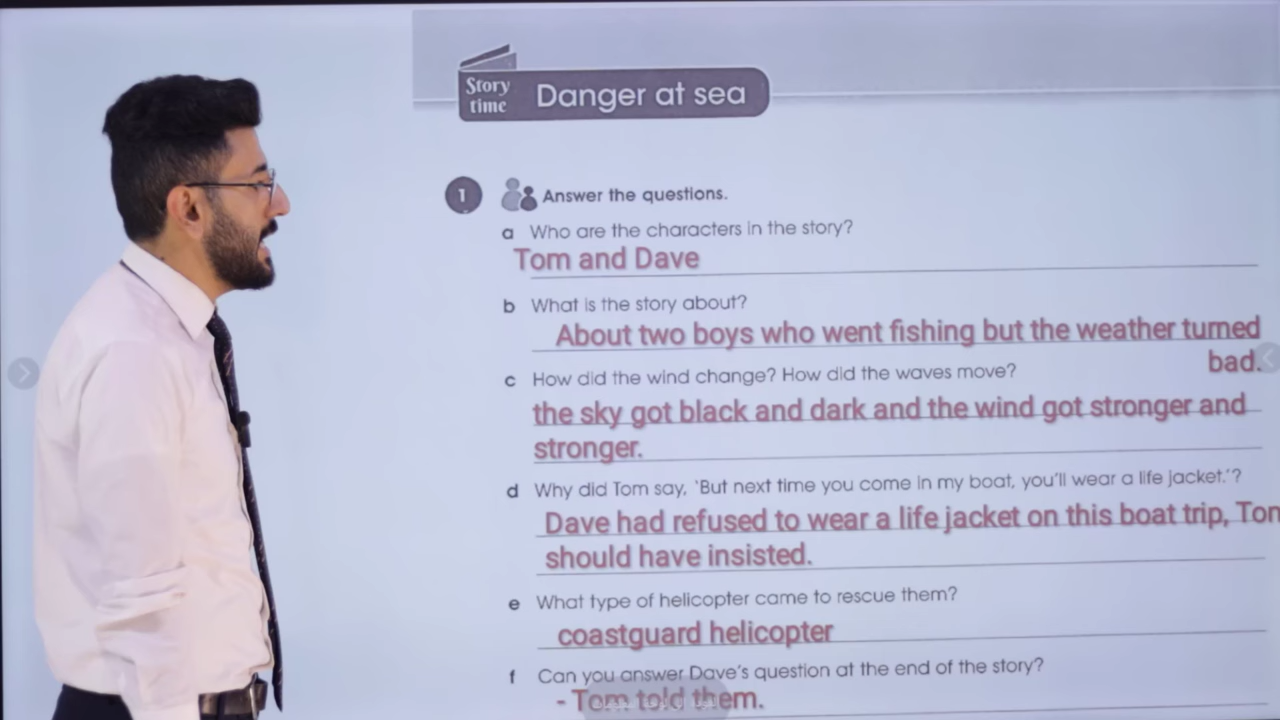 Story
time
Danger at sea
1 Answer the questions.
a Who are the characters in the story?
Tom and Dave
b What is the story about?
About two boys who went fishing but the weather turned
bad.
c How did the wind change? How did the waves move?
the sky got black and dark and the wind got stronger and
stronger.
d Why did Tom say, 'But next time you come in my boat, you'll wear a life jacket.'?
Dave had refused to wear a life jacket on this boat trip, Tom
should have insisted.
e What type of helicopter came to rescue them?
coastguard helicopter
f Can you answer Dave's question at the end of the story?
- Tom told them.